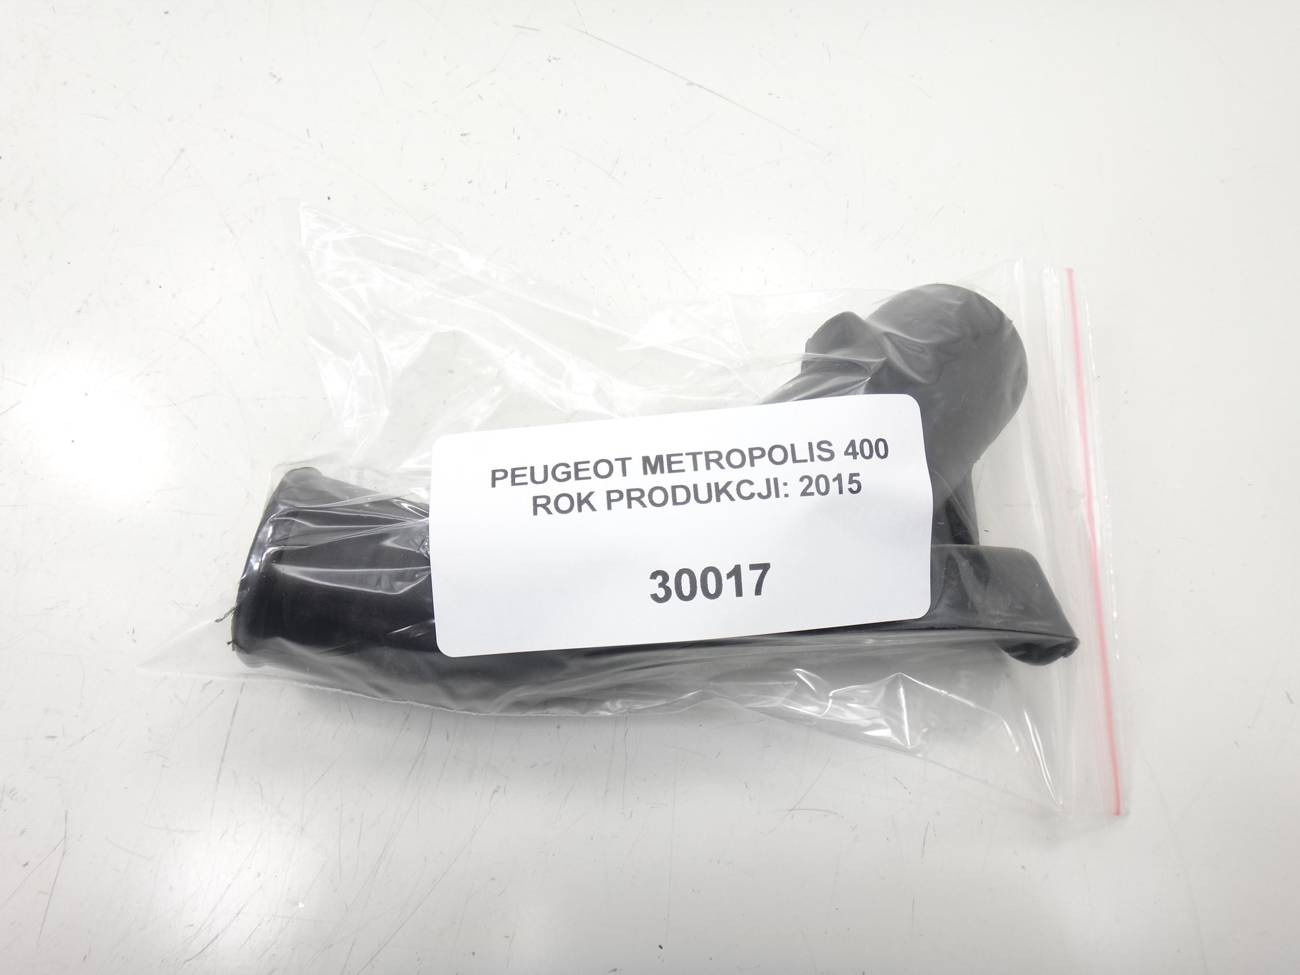 PEUGEOT METROPOLIS 400
ROK PRODUKCJI: 2015
30017